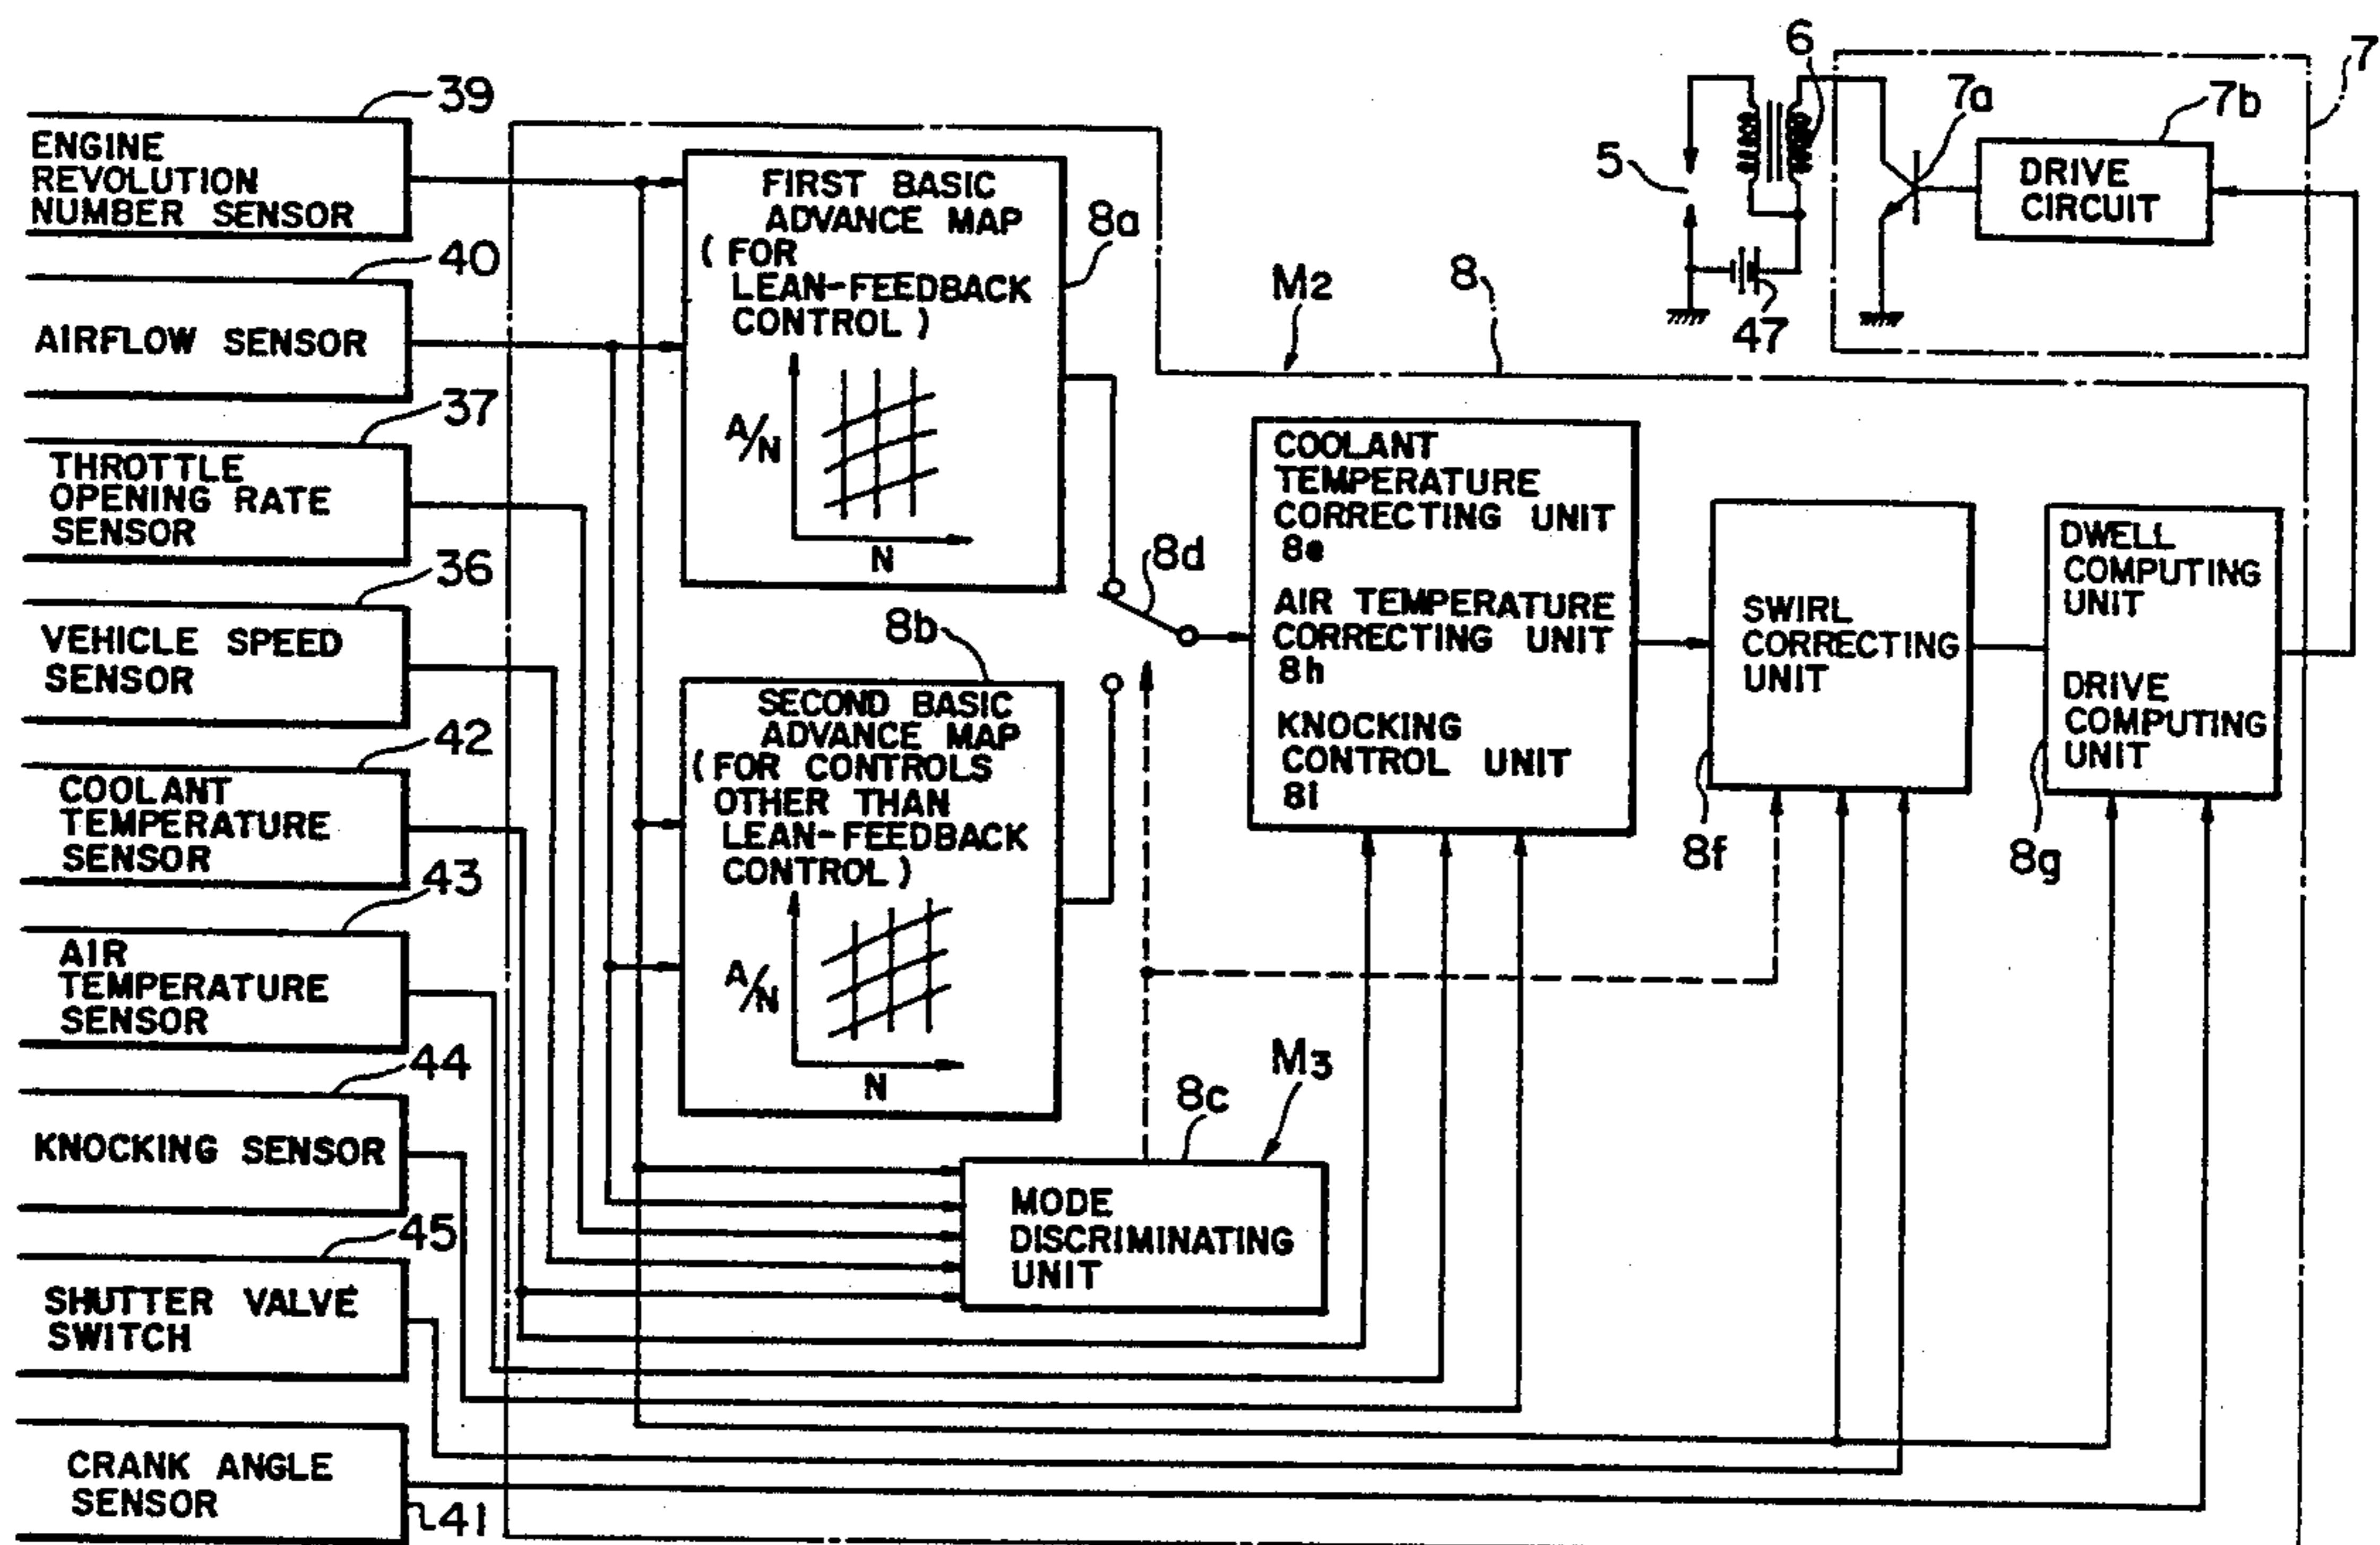 39
ENGINE
REVOLUTION
NUMBER SENSOR
40
AIRFLOW SENSOR
37
THROTTLE
OPENING RATE
SENSOR
36
VEHICLE SPEED
SENSOR
42
COOLANT
TEMPERATURE
SENSOR
43
AIR
TEMPERATURE
SENSOR
44
KNOCKING SENSOR
45
SHUTTER VALVE
SWITCH
CRANK ANGLE
SENSOR
41
FIRST BASIC
ADVANCE MAP
(FOR
LEAN-FEEDBACK
CONTROL)
A/N
N
8a
8b
SECOND BASIC
ADVANCE MAP
(FOR CONTROLS
OTHER THAN
LEAN-FEEDBACK
CONTROL)
A/N
N
8d
8c
M3
MODE
DISCRIMINATING
UNIT
M2
8
COOLANT
TEMPERATURE
CORRECTING UNIT
8e
AIR TEMPERATURE
CORRECTING UNIT
8h
KNOCKING
CONTROL UNIT
8i
SWIRL
CORRECTING
UNIT
8f
DWELL
COMPUTING
UNIT
DRIVE
COMPUTING
UNIT
8g
5
6
47
7a
7b
7
DRIVE
CIRCUIT